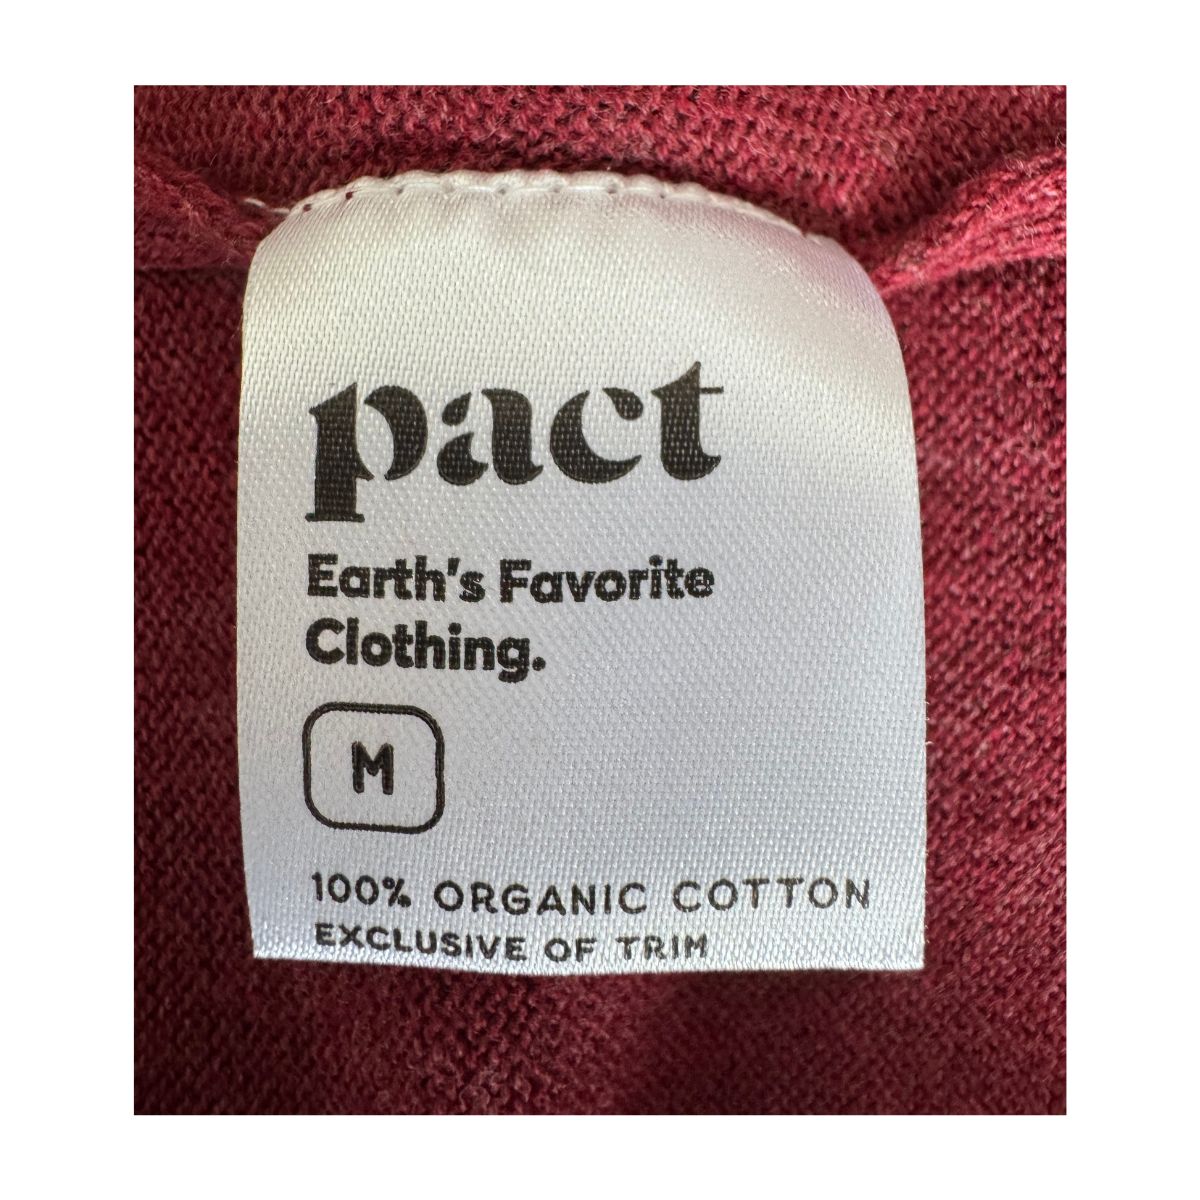 pact
Earth's Favorite
Clothing.
M
100% ORGANIC COTTON
EXCLUSIVE OF TRIM